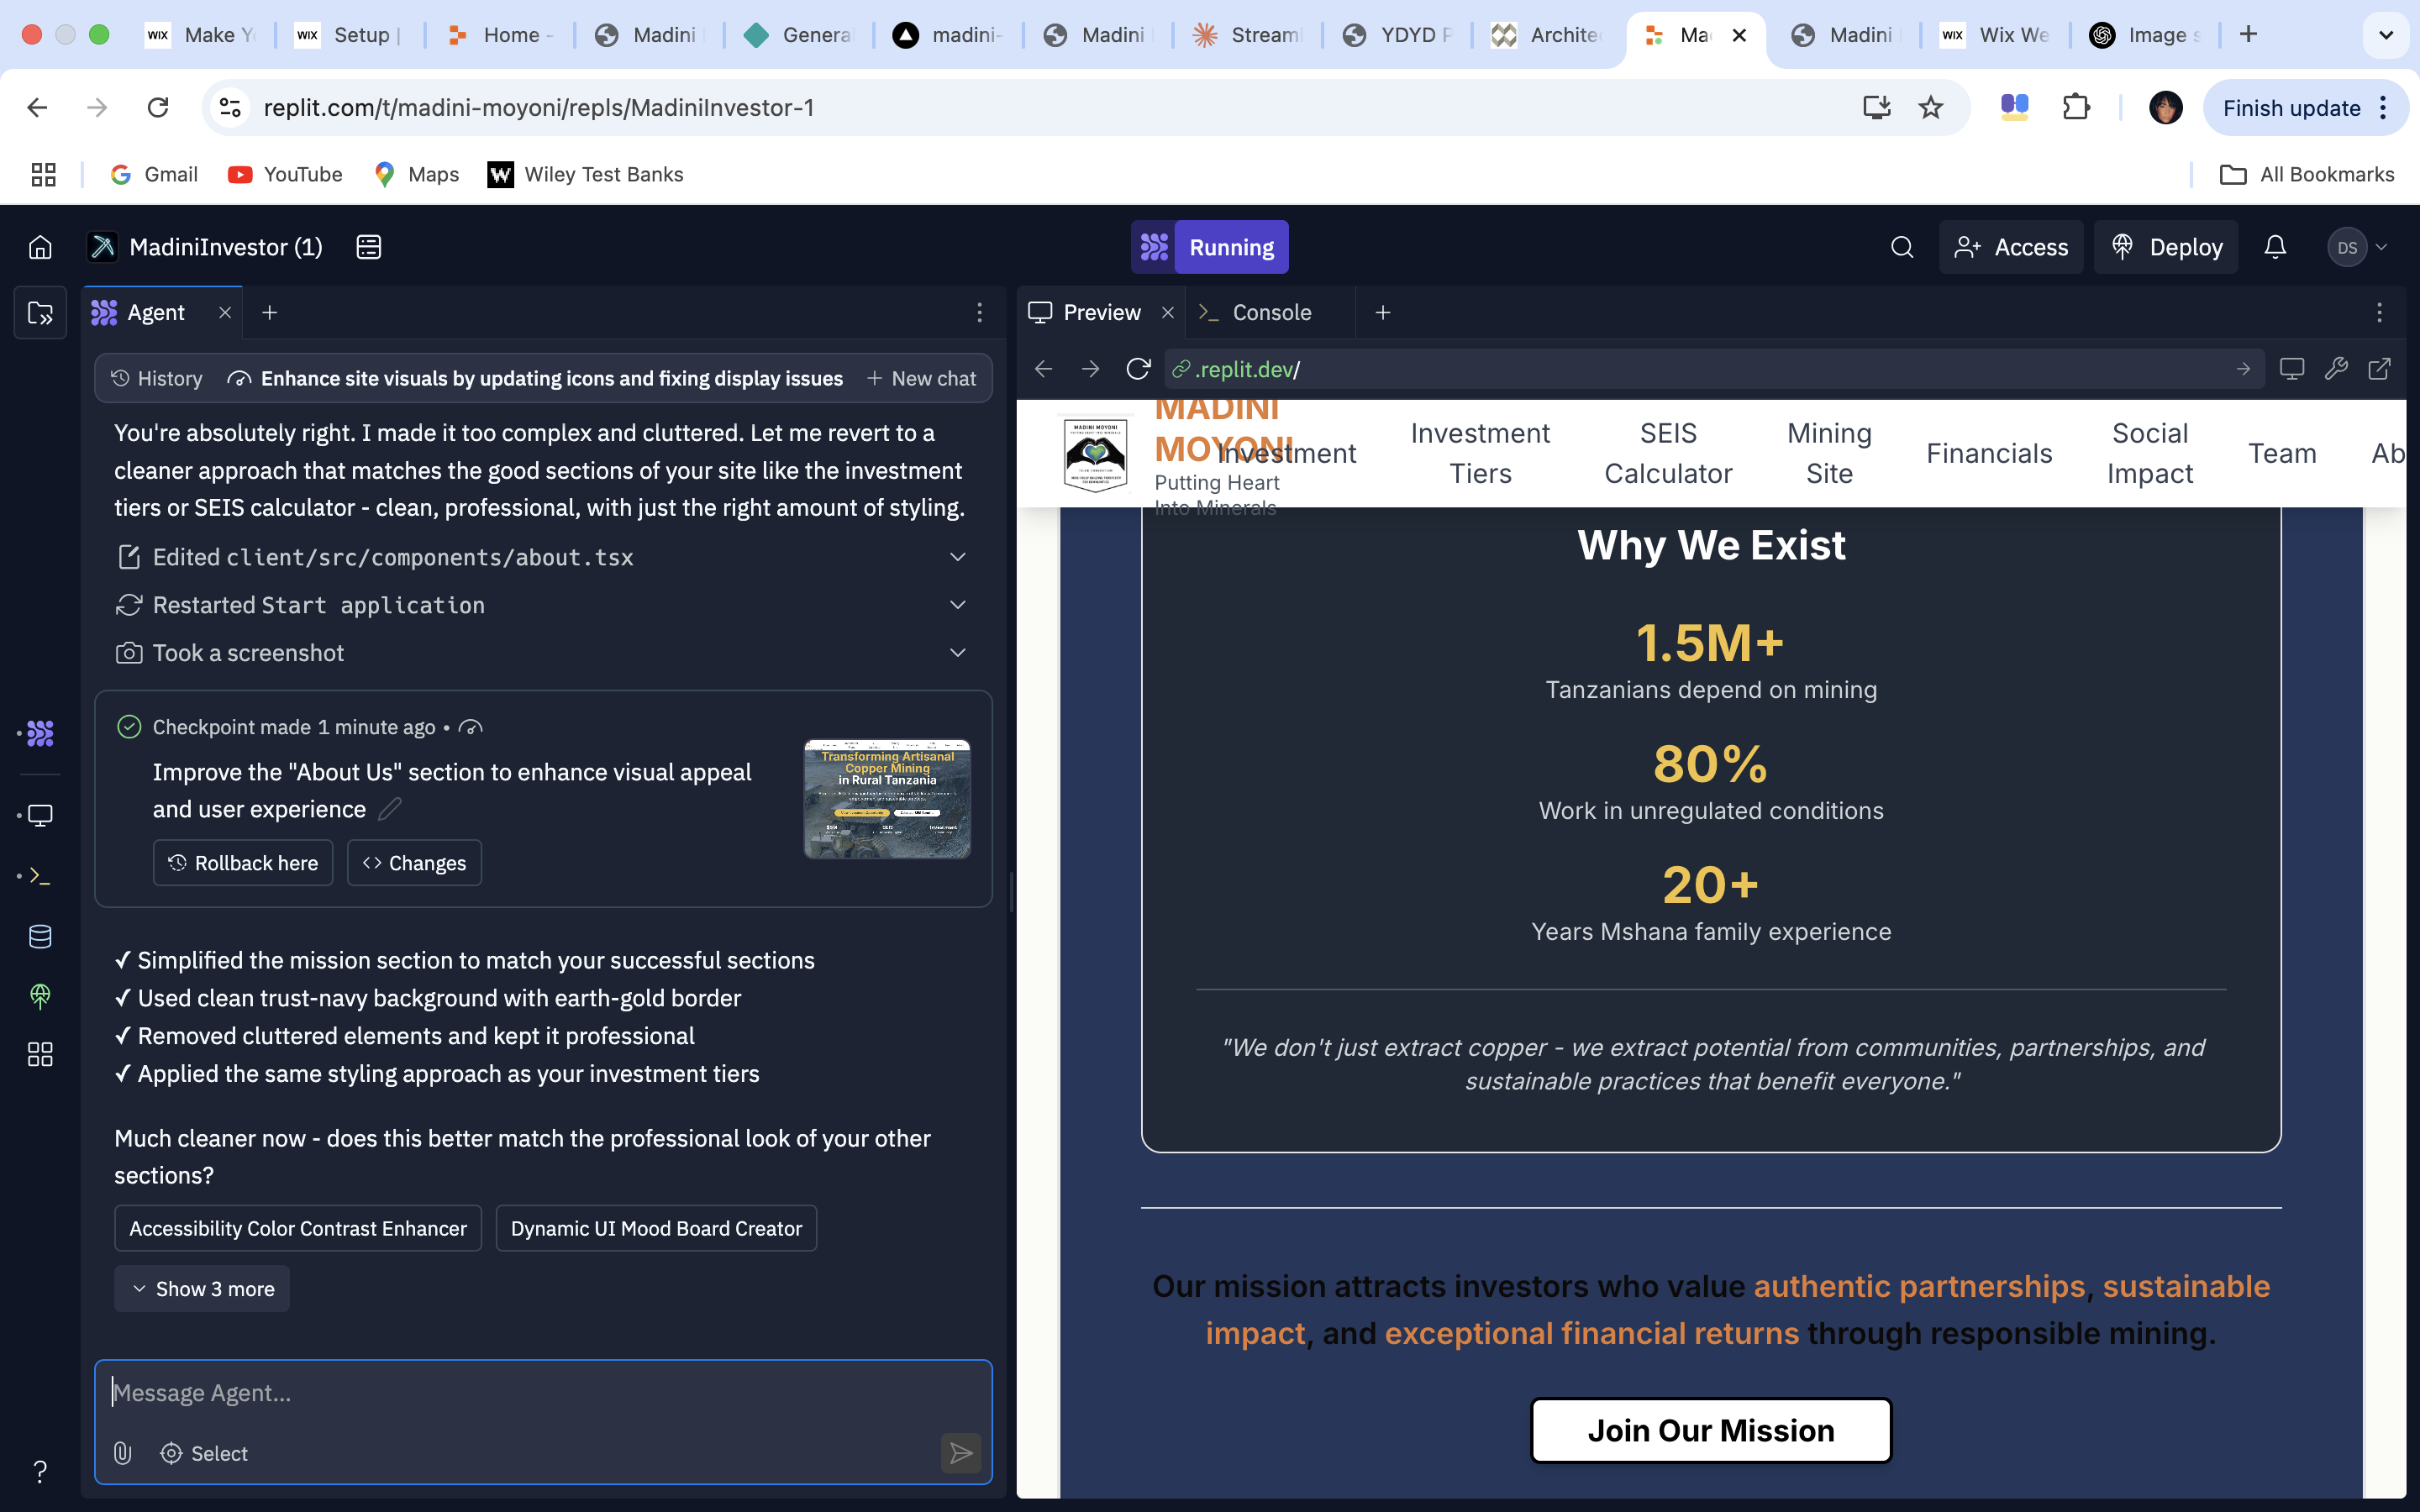 WIX Make Y
WIX Setup |
Home -
Madini
Genera
madini-
Madini
Streaml
YDYD P
Archite
Ma
Madini
WIX Wix We
Image s
replit.com/t/madini-moyoni/repls/MadiniInvestor-1
Finish update
Gmail
YouTube
Maps
W Wiley Test Banks
All Bookmarks
MadiniInvestor (1)
Running
Access
Deploy
DS
Agent
Preview
Console
History
Enhance site visuals by updating icons and fixing display issues
New chat
.replit.dev/
You're absolutely right. I made it too complex and cluttered. Let me revert to a
cleaner approach that matches the good sections of your site like the investment
tiers or SEIS calculator - clean, professional, with just the right amount of styling.
Edited client/src/components/about.tsx
Restarted Start application
Took a screenshot
Checkpoint made 1 minute ago •
Improve the "About Us" section to enhance visual appeal
and user experience
Rollback here
Changes
Transforming Artisanal
Copper Mining
in Rural Tanzania
✓ Simplified the mission section to match your successful sections
✓ Used clean trust-navy background with earth-gold border
✓ Removed cluttered elements and kept it professional
✓ Applied the same styling approach as your investment tiers
Much cleaner now - does this better match the professional look of your other
sections?
Accessibility Color Contrast Enhancer
Dynamic UI Mood Board Creator
Show 3 more
Message Agent...
Select
?
MADINI MOYONI
MADINI
MOYONI
Putting Heart
Into Minerals
Investment
Investment
Tiers
SEIS
Calculator
Mining
Site
Financials
Social
Impact
Team
Ab
Why We Exist
1.5M+
Tanzanians depend on mining
80%
Work in unregulated conditions
20+
Years Mshana family experience
"We don't just extract copper - we extract potential from communities, partnerships, and
sustainable practices that benefit everyone."
Our mission attracts investors who value authentic partnerships, sustainable
impact, and exceptional financial returns through responsible mining.
Join Our Mission